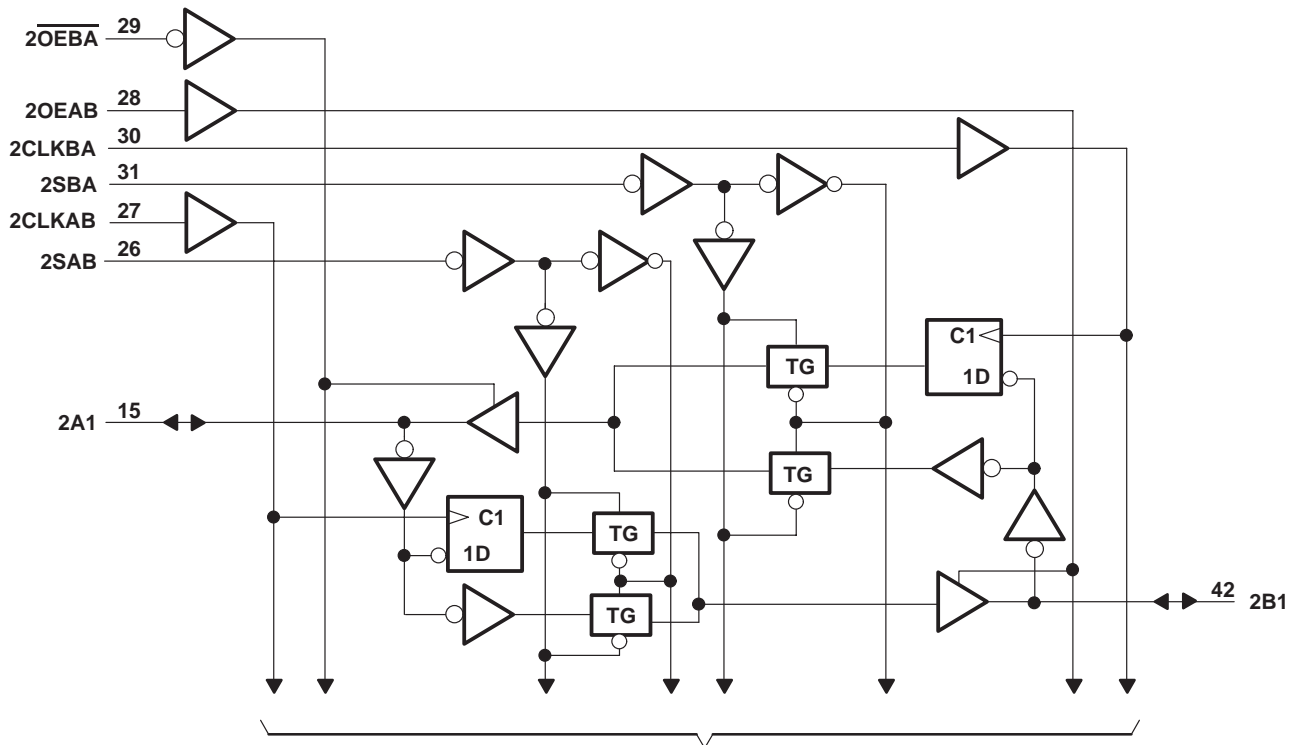 2O̅E̅B̅A̅ 29
2OEAB 28
2CLKBA 30
2SBA 31
2CLKAB 27
2SAB 26
C1
1D
TG
2A1 15
TG
C1
1D
TG
TG
42 2B1